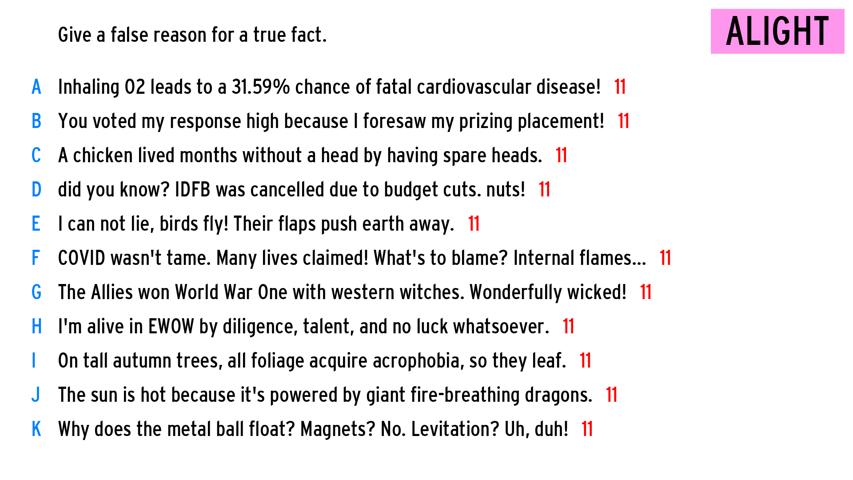 Give a false reason for a true fact.
ALIGHT
A Inhaling O2 leads to a 31.59% chance of fatal cardiovascular disease! 11
B You voted my response high because I foresaw my prizing placement! 11
C A chicken lived months without a head by having spare heads. 11
D did you know? IDFB was cancelled due to budget cuts. nuts! 11
E I can not lie, birds fly! Their flaps push earth away. 11
F COVID wasn't tame. Many lives claimed! What's to blame? Internal flames... 11
G The Allies won World War One with western witches. Wonderfully wicked! 11
H I'm alive in EWOW by diligence, talent, and no luck whatsoever. 11
I On tall autumn trees, all foliage acquire acrophobia, so they leaf. 11
J The sun is hot because it's powered by giant fire-breathing dragons. 11
K Why does the metal ball float? Magnets? No. Levitation? Uh, duh! 11